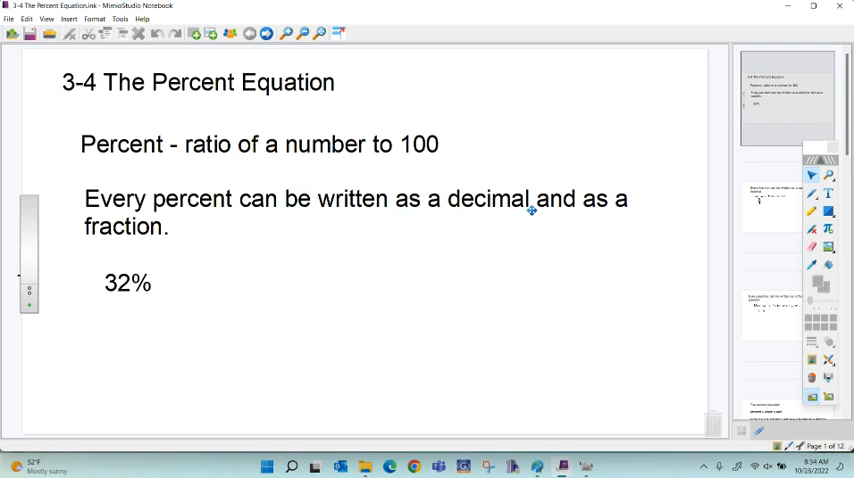 3-4 The Percent Equation.ink - MimioStudio Notebook
File Edit View Insert Format Tools Help
3-4 The Percent Equation
Percent - ratio of a number to 100
Every percent can be written as a decimal and as a
fraction.
32%
Page 1 of 12
52°F
Mostly sunny
8:34 AM
10/28/2022